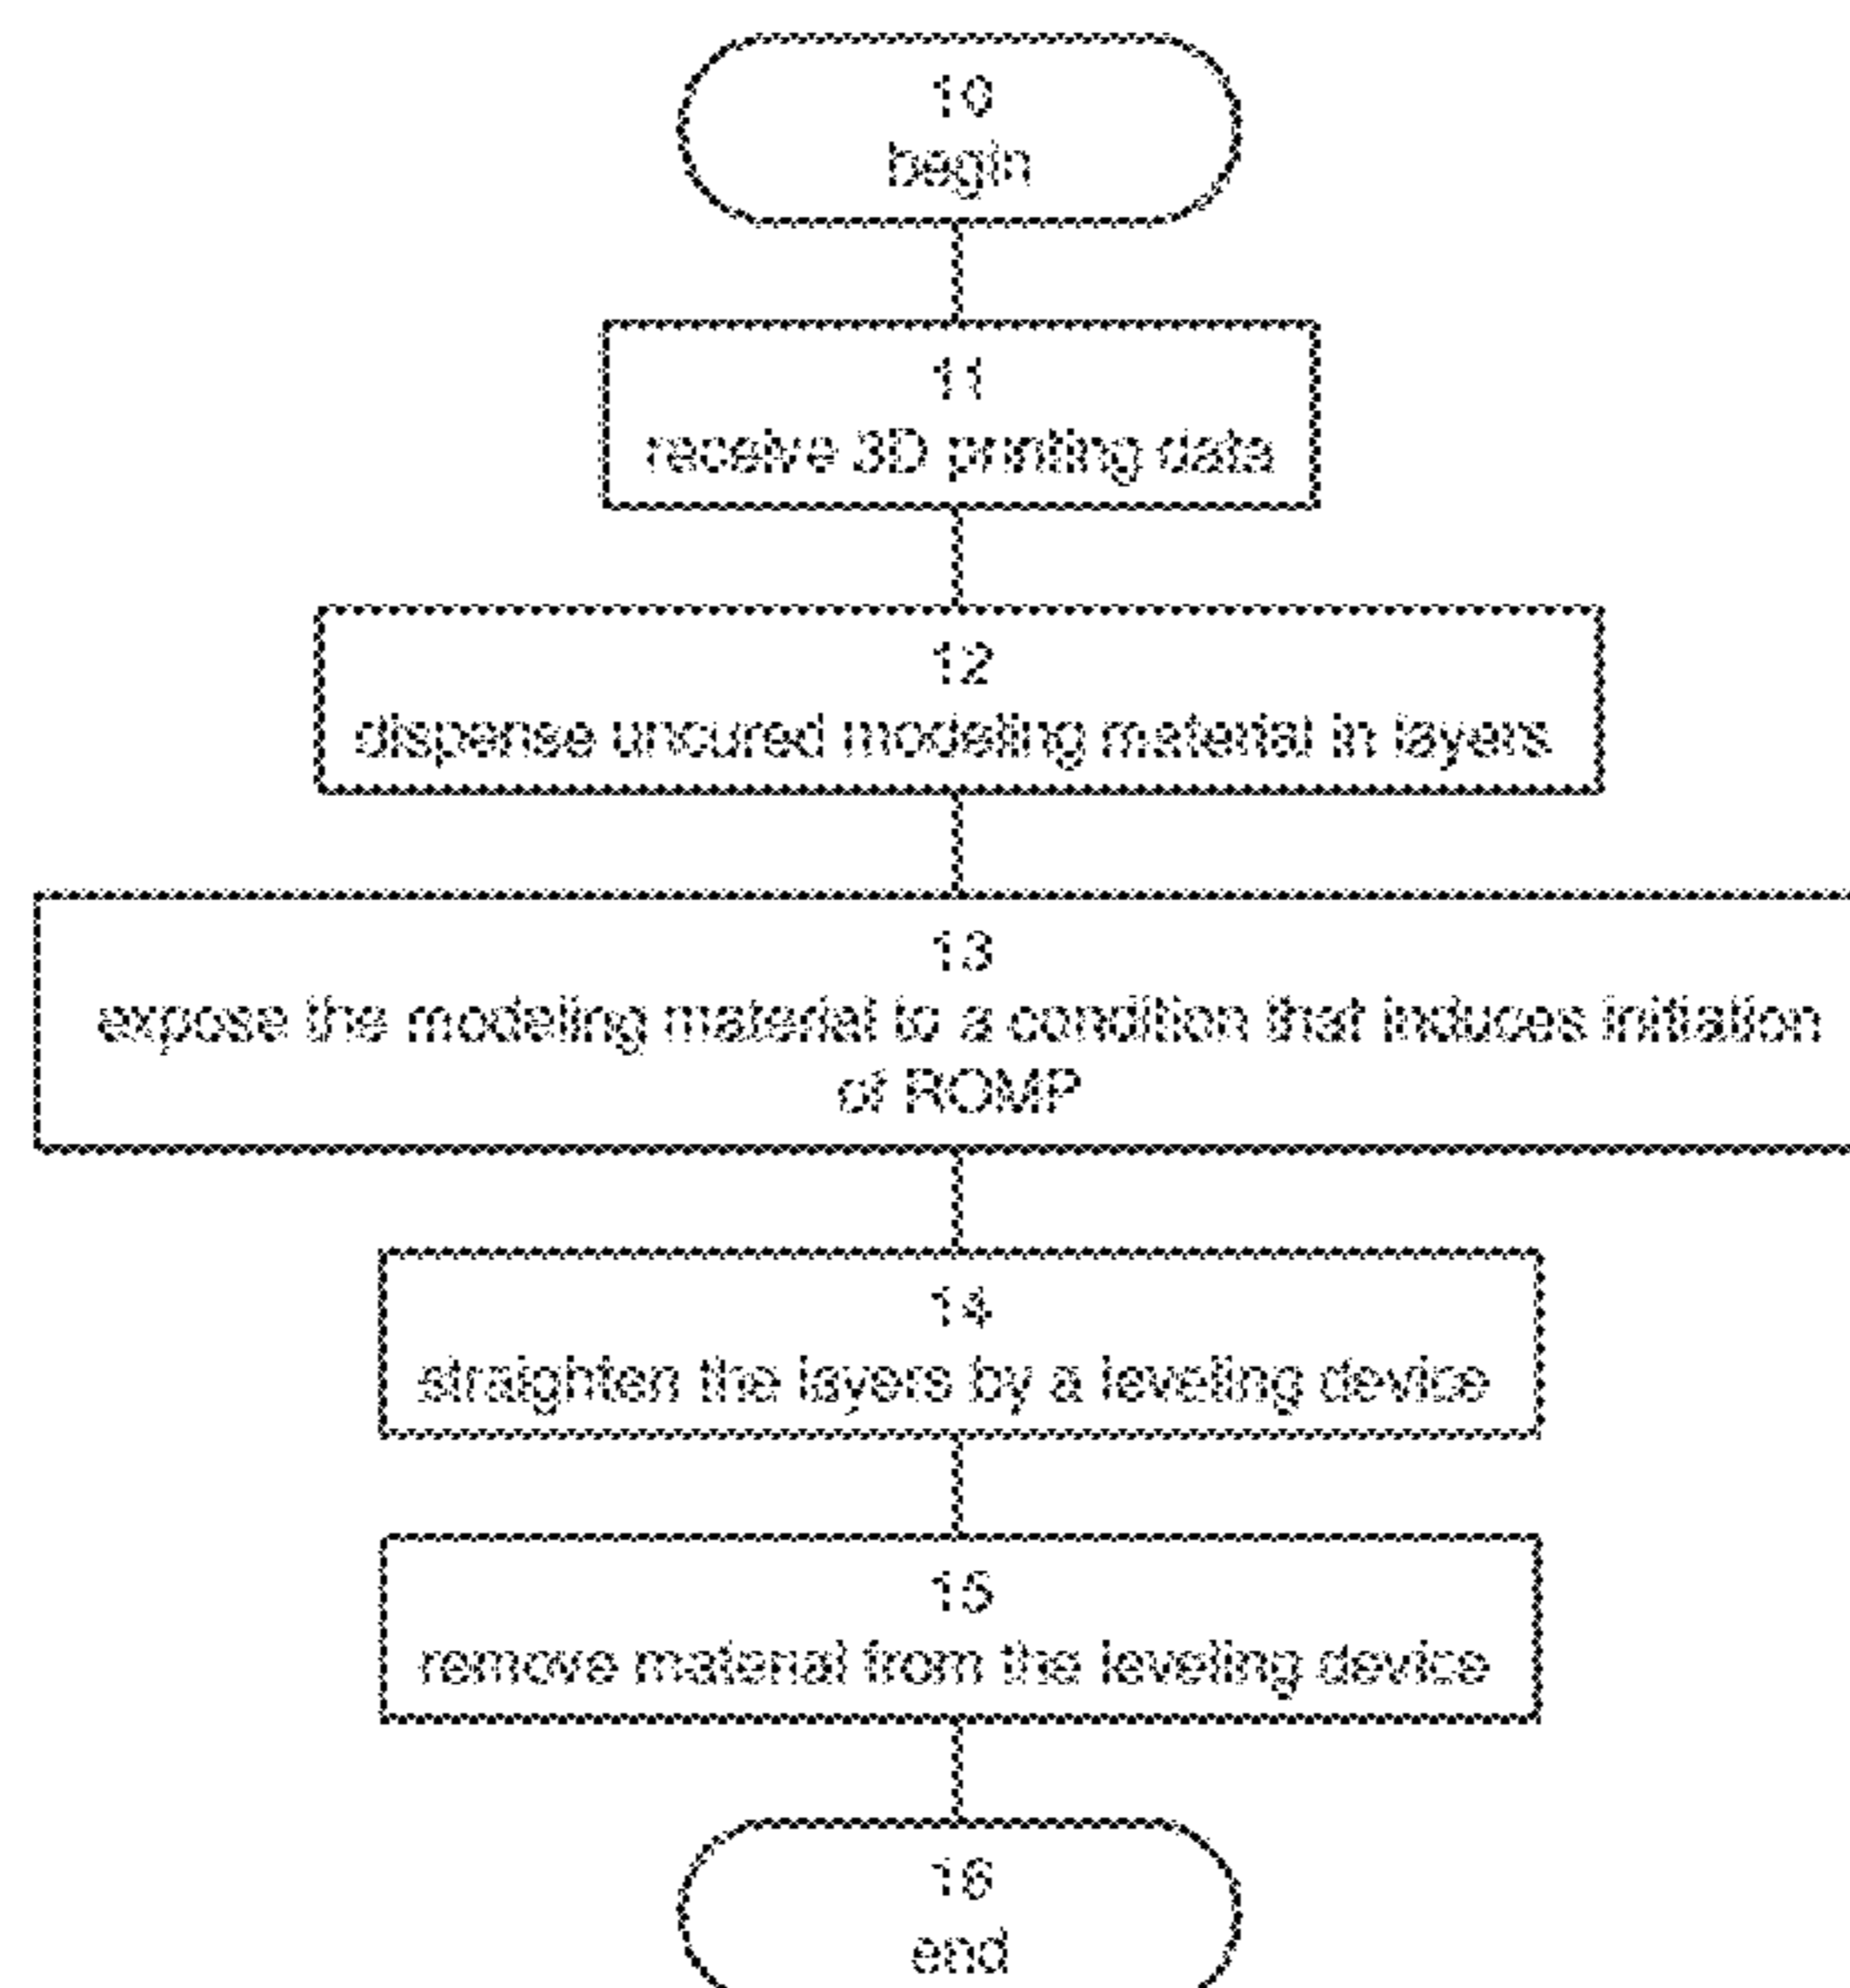 10
begin
11
receive 3D printing data
12
dispense uncured modeling material in layers
13
expose the modeling material to a condition that induces initiation
of ROMP
14
straighten the layers by a leveling device
15
remove material from the leveling device
16
end